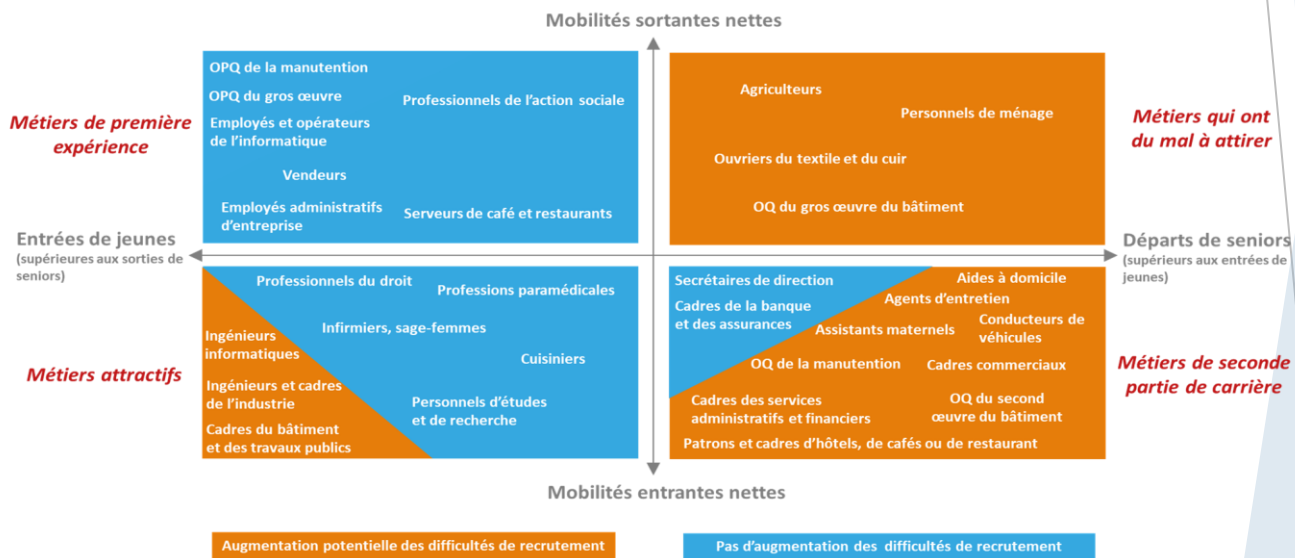 Mobilités sortantes nettes
Métiers de première
expérience
OPQ de la manutention
OPQ du gros œuvre
Professionnels de l'action sociale
Employés et opérateurs
de l'informatique
Vendeurs
Employés administratifs
d'entreprise
Serveurs de café et restaurants
Agriculteurs
Personnels de ménage
Ouvriers du textile et du cuir
OQ du gros œuvre du bâtiment
Métiers qui ont
du mal à attirer
Entrées de jeunes
(supérieures aux sorties de
seniors)
Départs de seniors
(supérieurs aux entrées de
jeunes)
Métiers attractifs
Professionnels du droit
Professions paramédicales
Infirmiers, sage-femmes
Ingénieurs
informatiques
Cuisiniers
Ingénieurs et cadres
de l'industrie
Personnels d'études
et de recherche
Cadres du bâtiment
et des travaux publics
Secrétaires de direction
Aides à domicile
Cadres de la banque
et des assurances
Agents d'entretien
Assistants maternels
Conducteurs de
véhicules
OQ de la manutention
Cadres commerciaux
Cadres des services
administratifs et financiers
OQ du second
œuvre du bâtiment
Patrons et cadres d'hôtels, de cafés ou de restaurant
Métiers de seconde
partie de carrière
Mobilités entrantes nettes
Augmentation potentielle des difficultés de recrutement
Pas d'augmentation des difficultés de recrutement